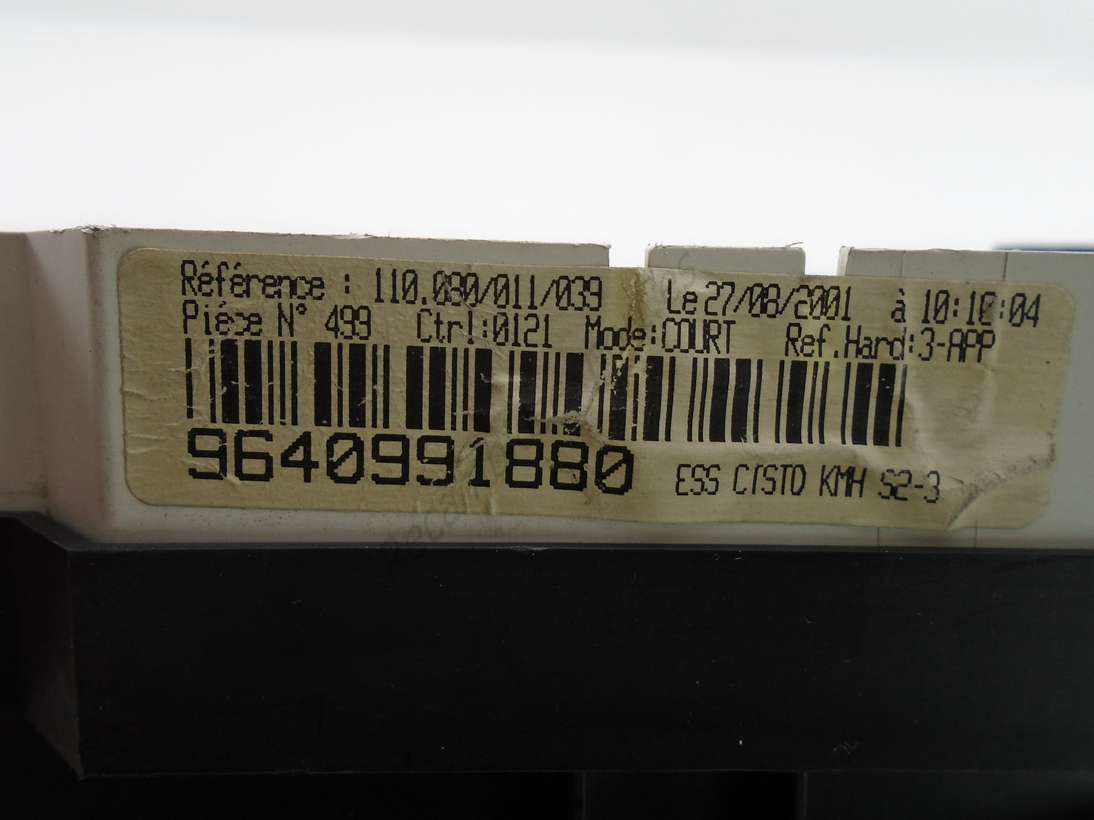 Référence : 110.080/011/039 Le 27/08/2001 à 10:10:04
Piéce N° 499 Ctrl:0121 Mode:COURT Ref.Hard:3-APP
9640991880 ESS C/STD KMH S2-3